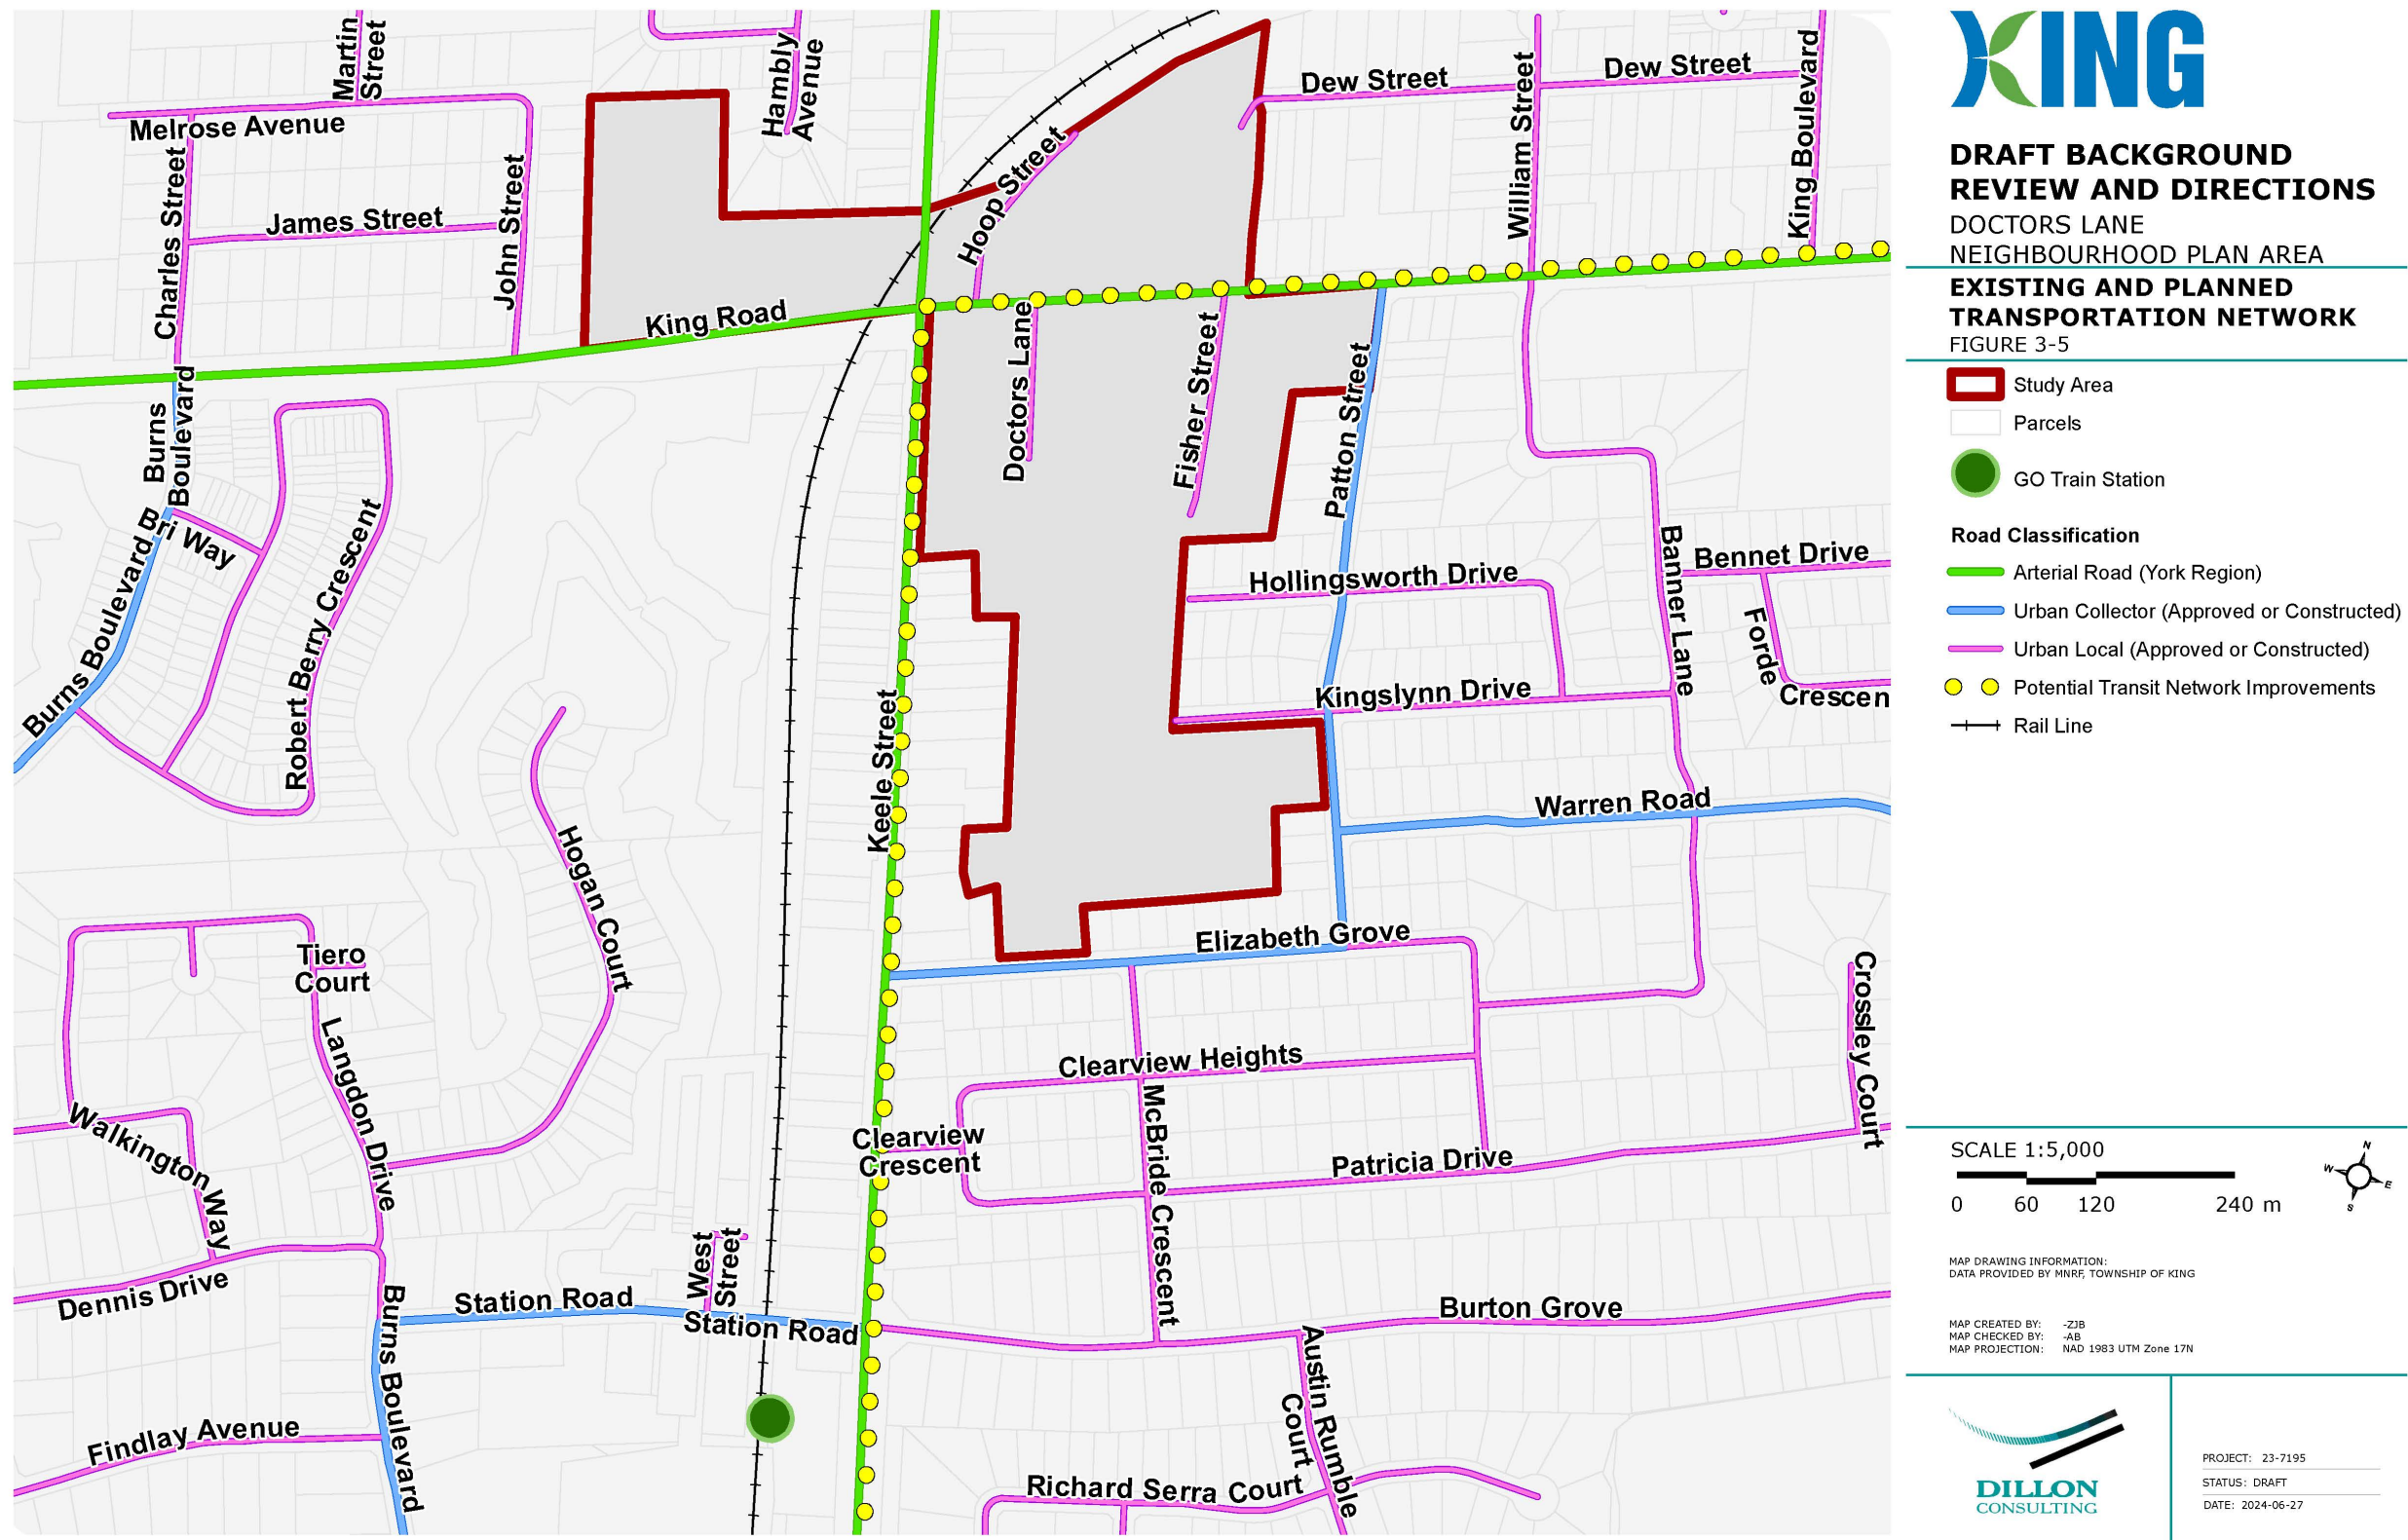 Martin
Street
Hambly
Avenue
Dew Street
Dew Street
William Street
King Boulevard
Melrose Avenue
Charles Street
James Street
John Street
Hoop Street
King Road
Doctors Lane
Fisher Street
Patton Street
Burns
Boulevard
Bri Way
Burns Boulevard
Robert Berry Crescent
Hollingsworth Drive
Banner Lane
Bennet Drive
Forde
Crescen
Kingslynn Drive
Keele Street
Warren Road
Hogan Court
Elizabeth Grove
Tiero
Court
Langdon Drive
Crossley Court
Clearview Heights
McBride Crescent
Clearview
Crescent
Patricia Drive
Walkington Way
West
Street
Dennis Drive
Station Road
Station Road
Burns Boulevard
Burton Grove
Austin Rumble
Court
Findlay Avenue
Richard Serra Court
KING
DRAFT BACKGROUND
REVIEW AND DIRECTIONS
DOCTORS LANE
NEIGHBOURHOOD PLAN AREA
EXISTING AND PLANNED
TRANSPORTATION NETWORK
FIGURE 3-5
Study Area
Parcels
GO Train Station
Road Classification
Arterial Road (York Region)
Urban Collector (Approved or Constructed)
Urban Local (Approved or Constructed)
Potential Transit Network Improvements
Rail Line
SCALE 1:5,000
0 60 120 240 m
N
W
E
S
MAP DRAWING INFORMATION:
DATA PROVIDED BY MNRF, TOWNSHIP OF KING
MAP CREATED BY: -ZJB
MAP CHECKED BY: -AB
MAP PROJECTION: NAD 1983 UTM Zone 17N
DILLON
CONSULTING
PROJECT: 23-7195
STATUS: DRAFT
DATE: 2024-06-27